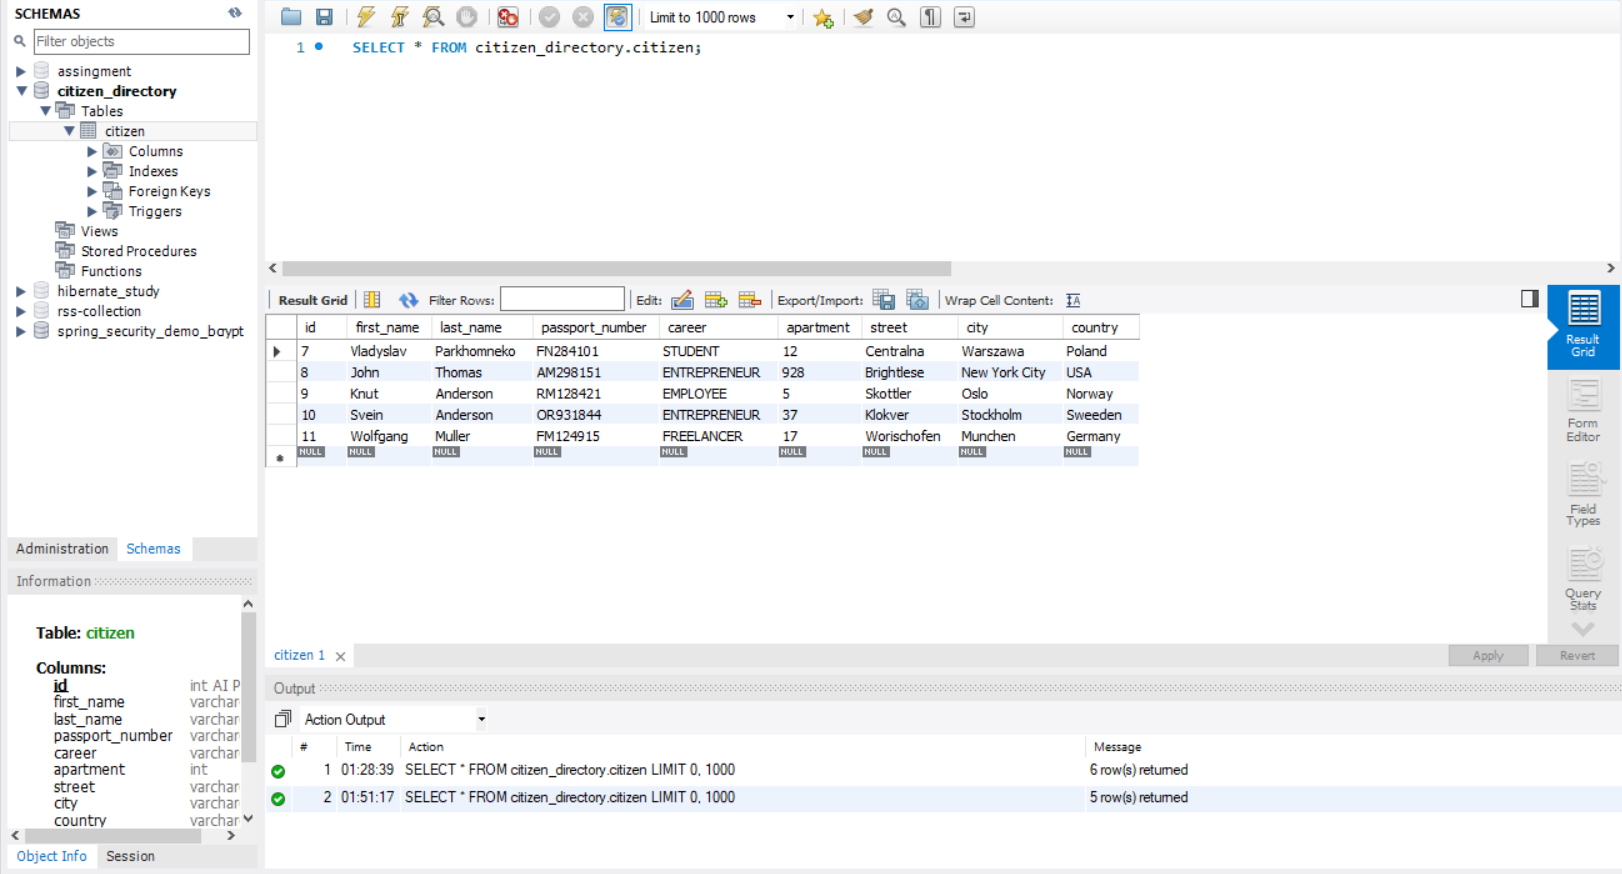 SCHEMAS
Filter objects
assingment
citizen_directory
Tables
citizen
Columns
Indexes
Foreign Keys
Triggers
Views
Stored Procedures
Functions
hibernate_study
rss-collection
spring_security_demo_bcrypt
Administration Schemas
Information
Table: citizen
Columns:
id int AI P
first_name varchar
last_name varchar
passport_number varchar
career varchar
apartment int
street varchar
city varchar
country varchar
Object Info Session
Limit to 1000 rows
1 SELECT * FROM citizen_directory.citizen;
Result Grid Filter Rows: Edit: Export/Import: Wrap Cell Content:
id first_name last_name passport_number career apartment street city country
7 Vladyslav Parkhomneko FN284101 STUDENT 12 Centralna Warszawa Poland
8 John Thomas AM298151 ENTREPRENEUR 928 Brightlese New York City USA
9 Knut Anderson RM128421 EMPLOYEE 5 Skottler Oslo Norway
10 Svein Anderson OR931844 ENTREPRENEUR 37 Klokver Stockholm Sweeden
11 Wolfgang Muller FM124915 FREELANCER 17 Worischofen Munchen Germany
NULL NULL NULL NULL NULL NULL NULL NULL NULL
Result
Grid
Form
Editor
Field
Types
Query
Stats
citizen 1 Apply Revert
Output
Action Output
# Time Action Message
1 01:28:39 SELECT * FROM citizen_directory.citizen LIMIT 0, 1000 6 row(s) returned
2 01:51:17 SELECT * FROM citizen_directory.citizen LIMIT 0, 1000 5 row(s) returned